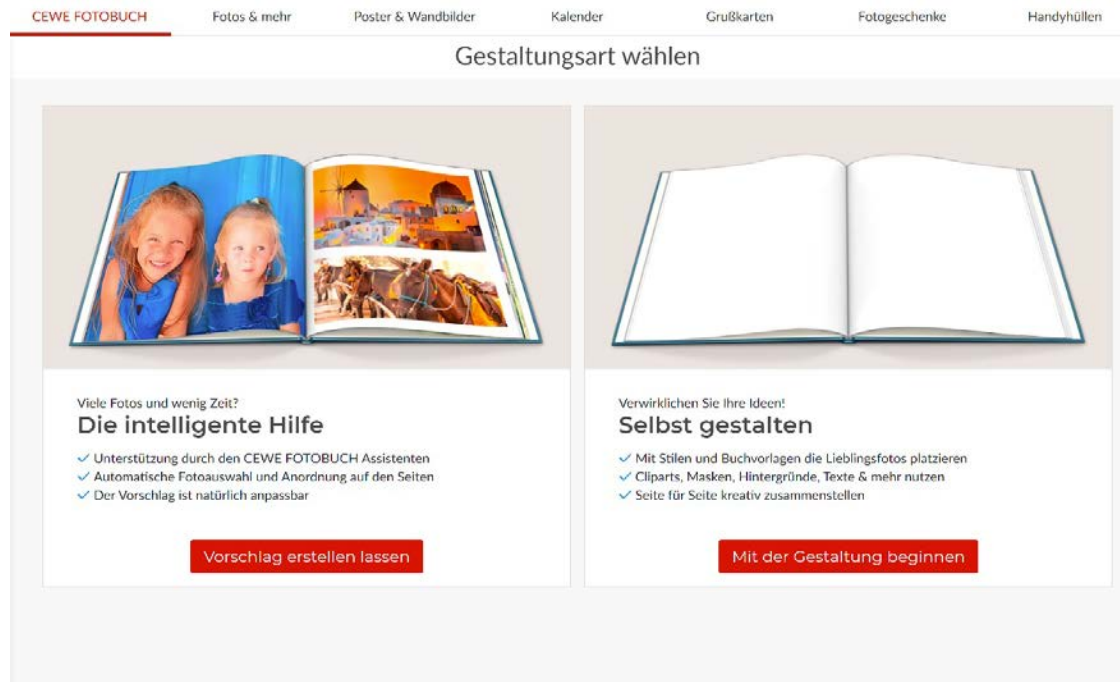 CEWE FOTOBUCH
Fotos & mehr
Poster & Wandbilder
Kalender
Grußkarten
Fotogeschenke
Handyhüllen
Gestaltungsart wählen
Viele Fotos und wenig Zeit?
Die intelligente Hilfe
Unterstützung durch den CEWE FOTOBUCH Assistenten
Automatische Fotoauswahl und Anordnung auf den Seiten
Der Vorschlag ist natürlich anpassbar
Vorschlag erstellen lassen
Verwirklichen Sie Ihre Ideen!
Selbst gestalten
Mit Stilen und Buchvorlagen die Lieblingsfotos platzieren
Cliparts, Masken, Hintergründe, Texte & mehr nutzen
Seite für Seite kreativ zusammenstellen
Mit der Gestaltung beginnen